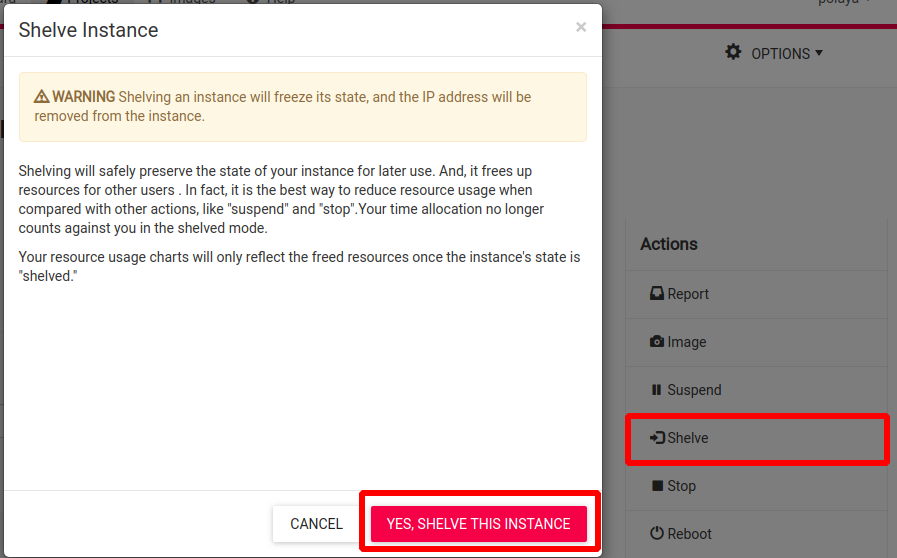 Projects
Images
Help
Shelve Instance
×
OPTIONS
WARNING Shelving an instance will freeze its state, and the IP address will be
removed from the instance.
Shelving will safely preserve the state of your instance for later use. And, it frees up
resources for other users . In fact, it is the best way to reduce resource usage when
compared with other actions, like "suspend" and "stop".Your time allocation no longer
counts against you in the shelved mode.
Your resource usage charts will only reflect the freed resources once the instance's state is
"shelved."
Actions
Report
Image
Suspend
Shelve
Stop
Reboot
CANCEL
YES, SHELVE THIS INSTANCE